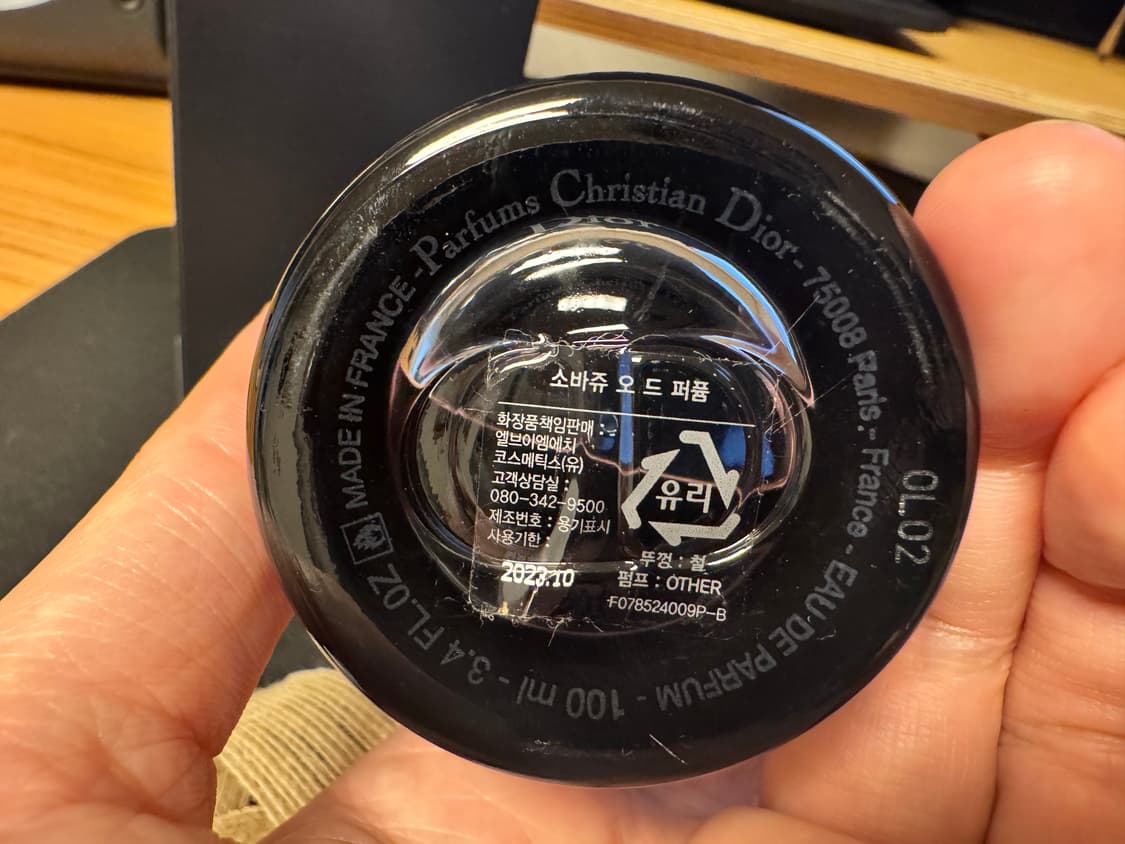 Parfums Christian Dior - 75008 Paris - France - EAU DE PARFUM - 100 ml - 3.4 FL.OZ
MADE IN FRANCE -
Dior
0L02
소바쥬 오 드 퍼퓸
화장품책임판매 :
엘브이엠에치
코스메틱스(유)
고객상담실 :
080-342-9500
제조번호 : 용기표시
사용기한 :
2023.10
유리
뚜껑 : 철
펌프 : OTHER
F078524009P-B